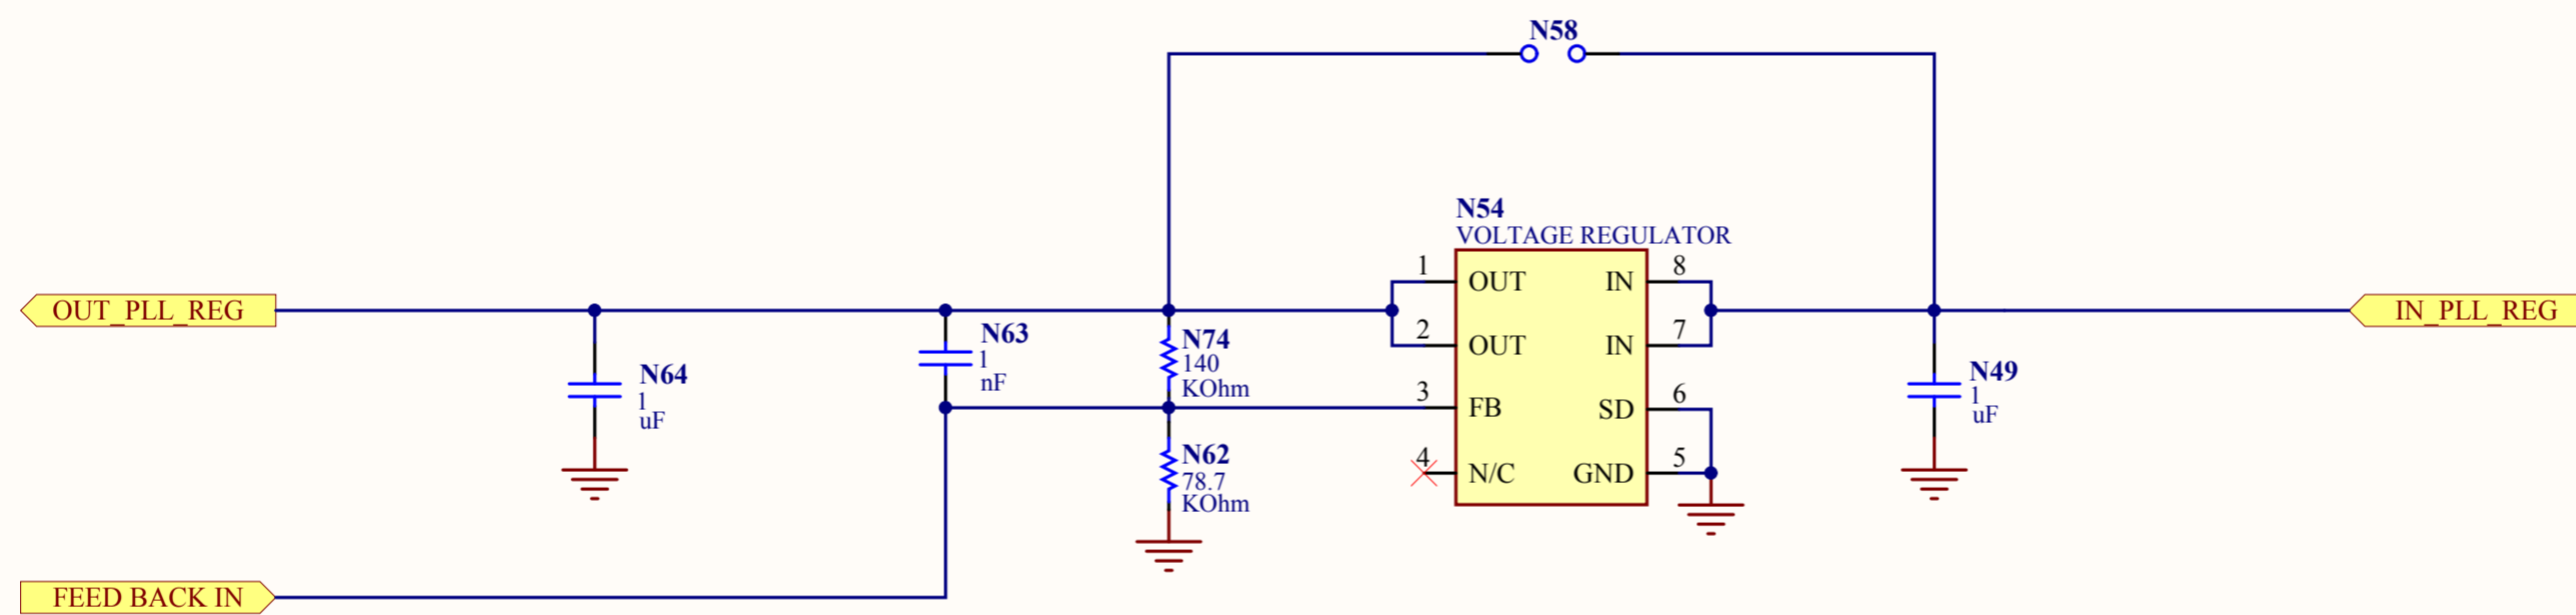 N58
N54
VOLTAGE REGULATOR
1 OUT IN 8
2 OUT IN 7
3 FB SD 6
4 N/C GND 5
OUT_PLL_REG
IN_PLL_REG
N63
1
nF
N74
140
KOhm
N64
1
uF
N49
1
uF
N62
78.7
KOhm
FEED BACK IN